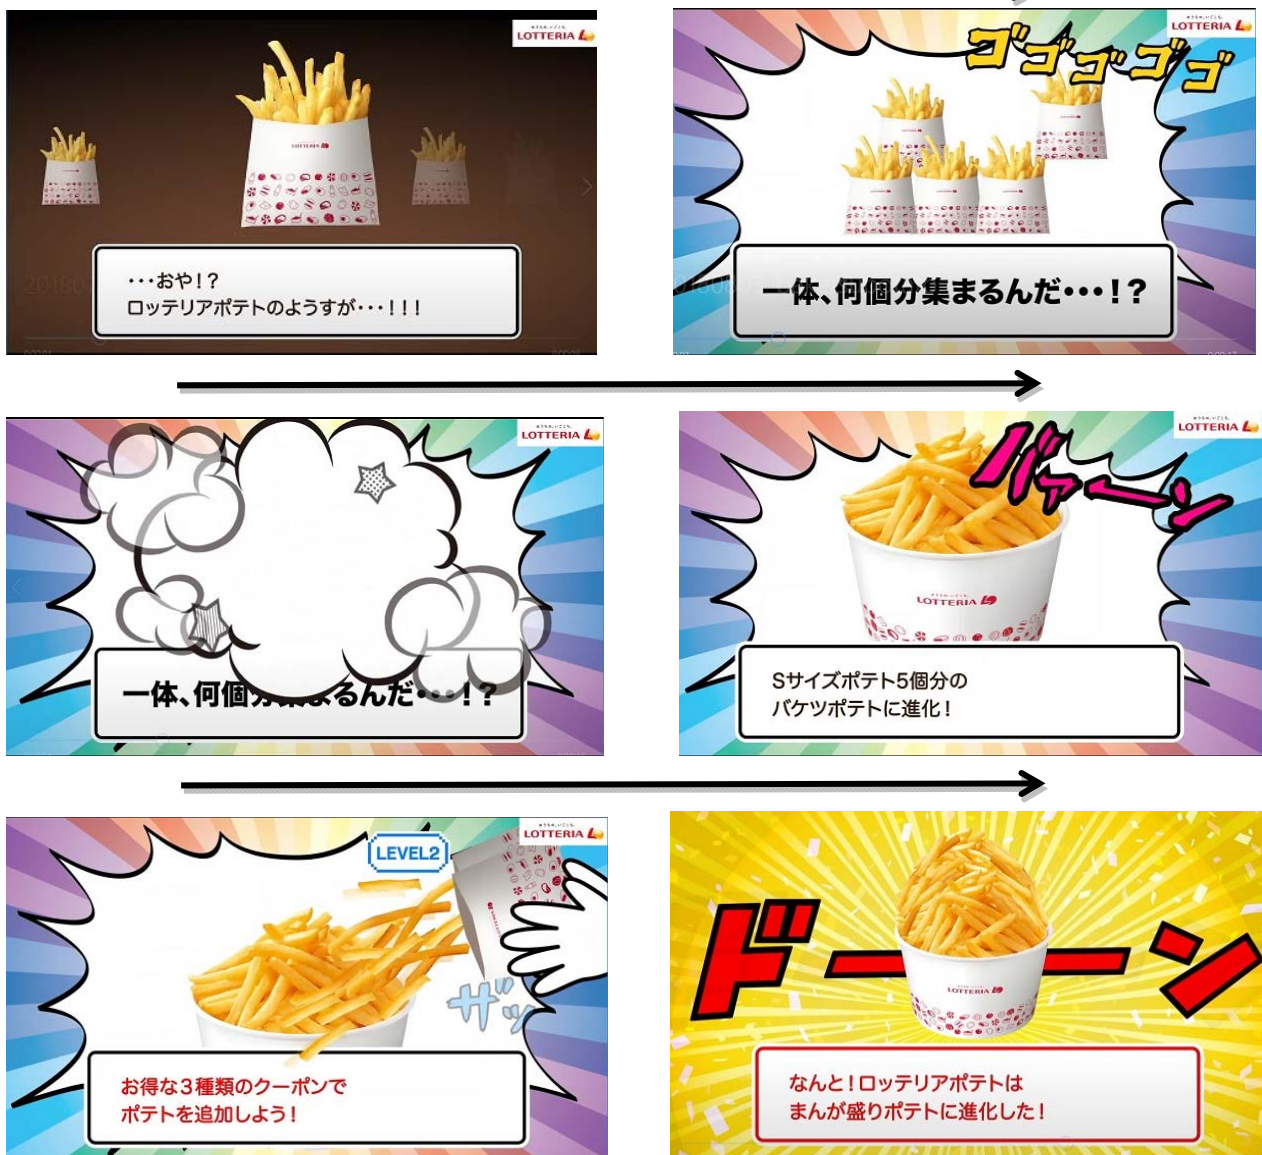 LOTTERIA
・・・おや!?
ロッテリアポテトのようすが・・・!!!
LOTTERIA
ゴゴゴゴゴ
LOTTERIA
一体、何個分集まるんだ・・・!?
LOTTERIA
一体、何個分集まるんだ・・・!?
LOTTERIA
バァーン
LOTTERIA
Sサイズポテト5個分の
バケツポテトに進化!
LOTTERIA
LEVEL2
ザッ
お得な3種類のクーポンで
ポテトを追加しよう!
ドーーン
LOTTERIA
なんと!ロッテリアポテトは
まんが盛りポテトに進化した!